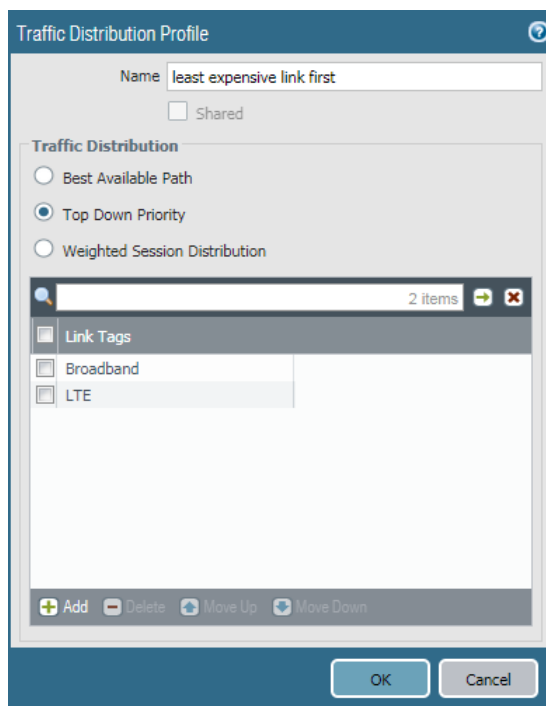 Traffic Distribution Profile ?
Name least expensive link first
Shared
Traffic Distribution
Best Available Path
Top Down Priority
Weighted Session Distribution
2 items
Link Tags
Broadband
LTE
Add Delete Move Up Move Down
OK Cancel